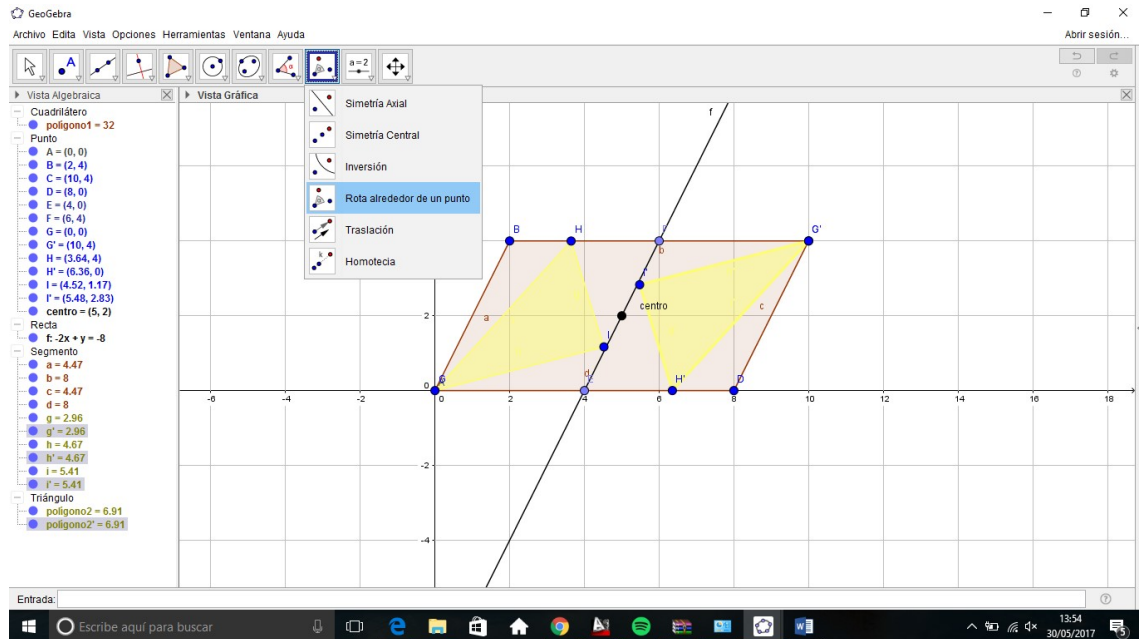 GeoGebra
Archivo Edita Vista Opciones Herramientas Ventana Ayuda
Abrir sesión...
A
α
a=2
Vista Algebraica
Vista Gráfica
Cuadrilátero
polígono1 = 32
Punto
A = (0, 0)
B = (2, 4)
C = (10, 4)
D = (8, 0)
E = (4, 0)
F = (6, 4)
G = (0, 0)
G' = (10, 4)
H = (3.64, 4)
H' = (6.36, 0)
I = (4.52, 1.17)
I' = (5.48, 2.83)
centro = (5, 2)
Recta
f: -2x + y = -8
Segmento
a = 4.47
b = 8
c = 4.47
d = 8
g = 2.96
g' = 2.96
h = 4.67
h' = 4.67
i = 5.41
i' = 5.41
Triángulo
polígono2 = 6.91
polígono2' = 6.91
Simetría Axial
Simetría Central
Inversión
Rota alrededor de un punto
Traslación
k
Homotecia
f
B
H
G'
b
I'
centro
a
c
I
d
E
H'
D
2
0
-2
-4
-6
-4
-2
0
2
4
6
8
10
12
14
16
18
Entrada:
Escribe aquí para buscar
13:54
30/05/2017
5